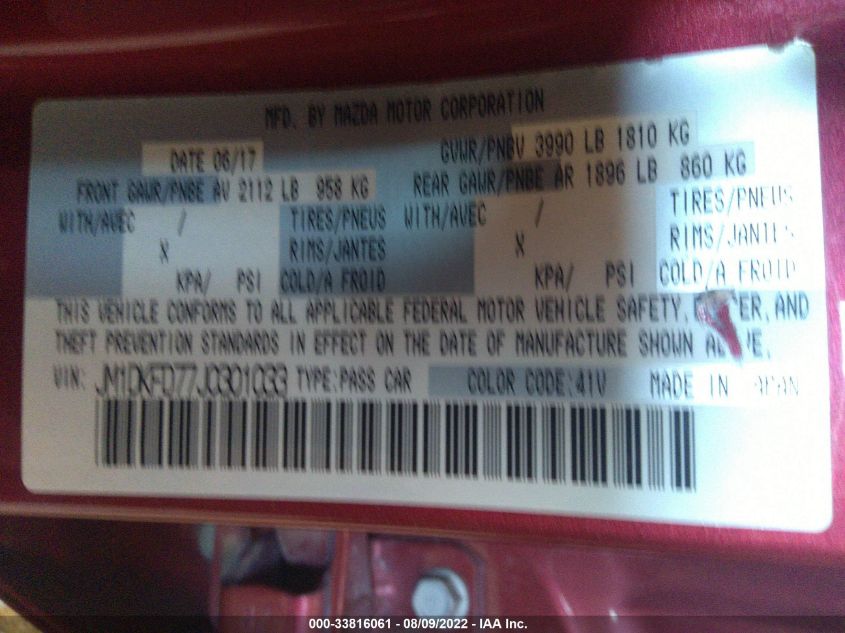 MFD. BY MAZDA MOTOR CORPORATION
DATE 06/17 GVWR/PNBV 3990 LB 1810 KG
FRONT GAWR/PNBE AV 2112 LB 958 KG REAR GAWR/PNBE AR 1896 LB 860 KG
WITH/AVEC / TIRES/PNEUS WITH/AVEC / TIRES/PNEUS
X RIMS/JANTES X RIMS/JANTES
KPA/ PSI COLD/A FROID KPA/ PSI COLD/A FROID
THIS VEHICLE CONFORMS TO ALL APPLICABLE FEDERAL MOTOR VEHICLE SAFETY, AND
THEFT PREVENTION STANDARDS IN EFFECT ON THE DATE OF MANUFACTURE SHOWN
VIN: JM1DKFD77J0301033 TYPE:PASS CAR COLOR CODE:41V MADE IN JAPAN
000-33816061 - 08/09/2022 - IAA Inc.